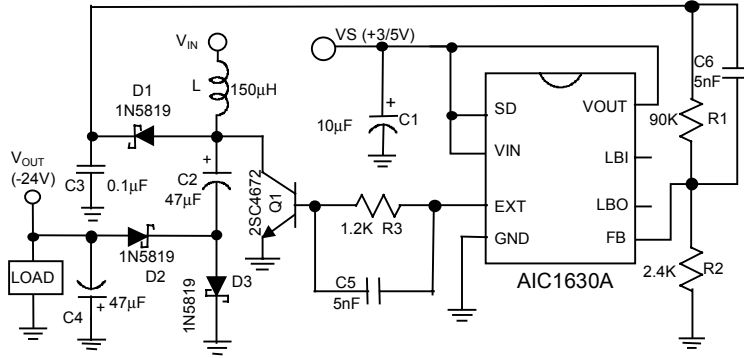 V_IN
VS (+3/5V)
C6
5nF
D1
1N5819
L
150μH
+
C1
10μF
SD
VOUT
90K
R1
VIN
LBI
V_OUT
(-24V)
C3
0.1μF
+
C2
47μF
2SC4672
Q1
1.2K
R3
EXT
LBO
GND
FB
1N5819
D2
LOAD
47μF
C4
+
D3
1N5819
C5
5nF
AIC1630A
2.4K
R2